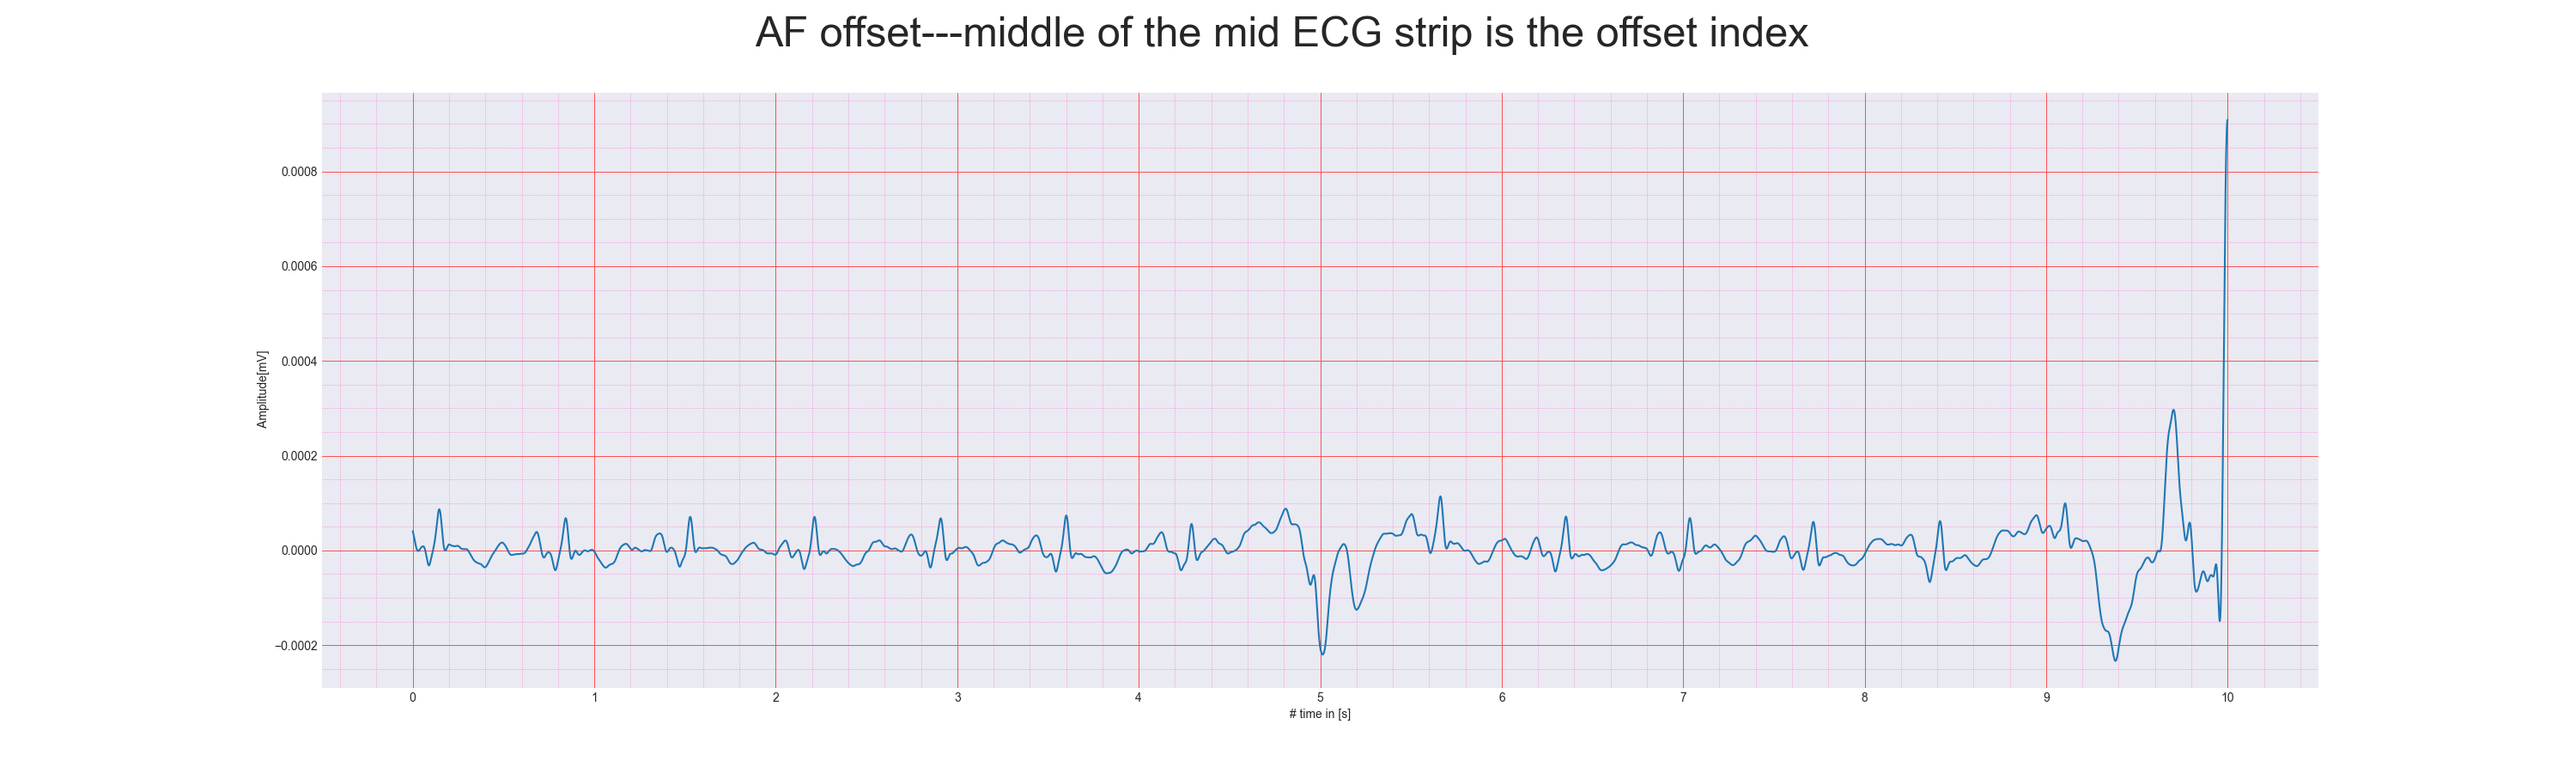 AF offset---middle of the mid ECG strip is the offset index
0.0008
0.0006
0.0004
0.0002
0.0000
−0.0002
Amplitude[mV]
0 1 2 3 4 5 6 7 8 9 10
# time in [s]